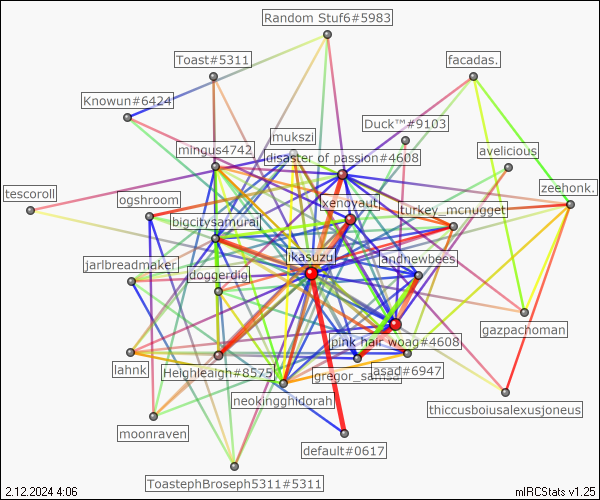 Random Stuf6#5983
Toast#5311
facadas.
Knowun#6424
Duck™#9103
mukszi
mingus4742
disaster of passion#4608
avelicious
tescoroll
zeehonk.
ogshroom
xenoyaut
turkey_mcnugget
bigcitysamurai
ikasuzu
landnewbees
jarlbreadmaker
doggerdig
gazpachoman
pink hair woag#4608
lahnk
Heighleaigh#8575
gregor_samsa
asad#6947
neokingghidorah
thiccusboiusalexusjoneus
moonraven
default#0617
ToastephBroseph5311#5311
2.12.2024 4:06
mIRCStats v1.25